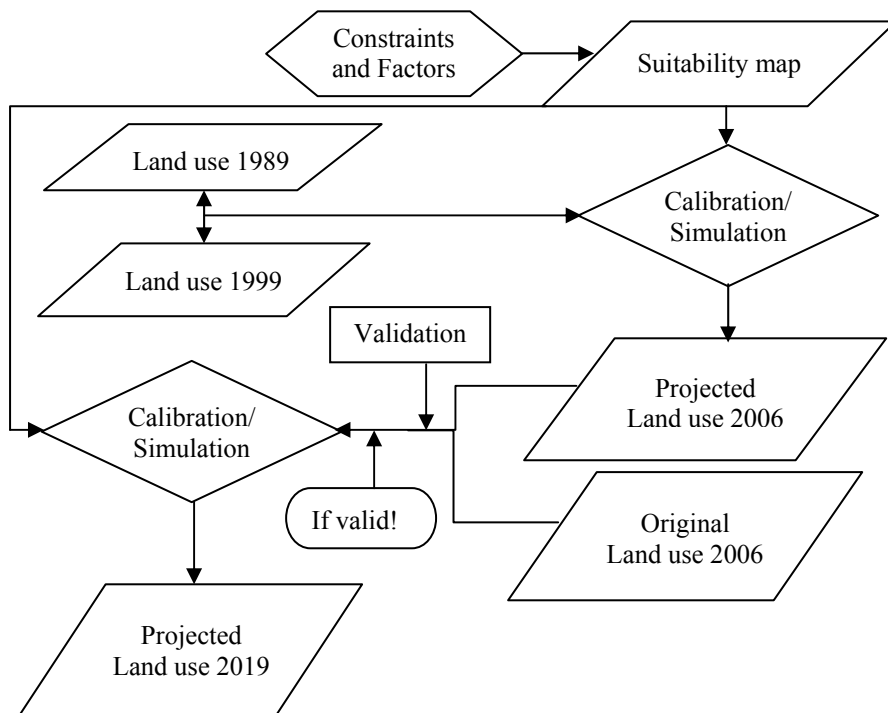 Constraints
and Factors
Suitability map
Land use 1989
Calibration/
Simulation
Land use 1999
Validation
Projected
Land use 2006
Calibration/
Simulation
If valid!
Original
Land use 2006
Projected
Land use 2019